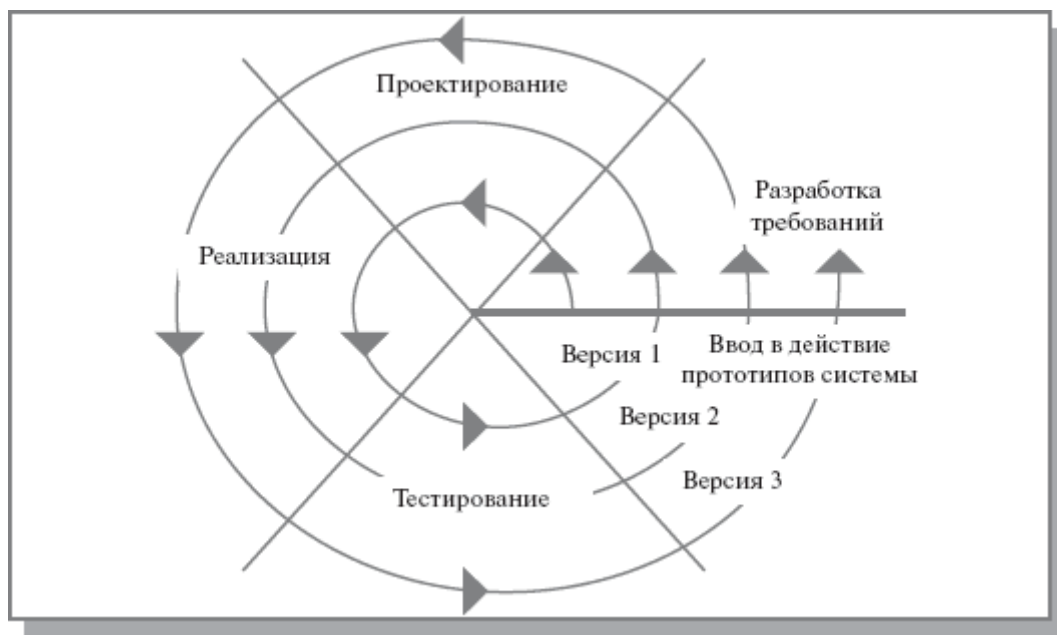 Проектирование
Разработка
требований
Реализация
Версия 1
Ввод в действие
прототипов системы
Версия 2
Версия 3
Тестирование